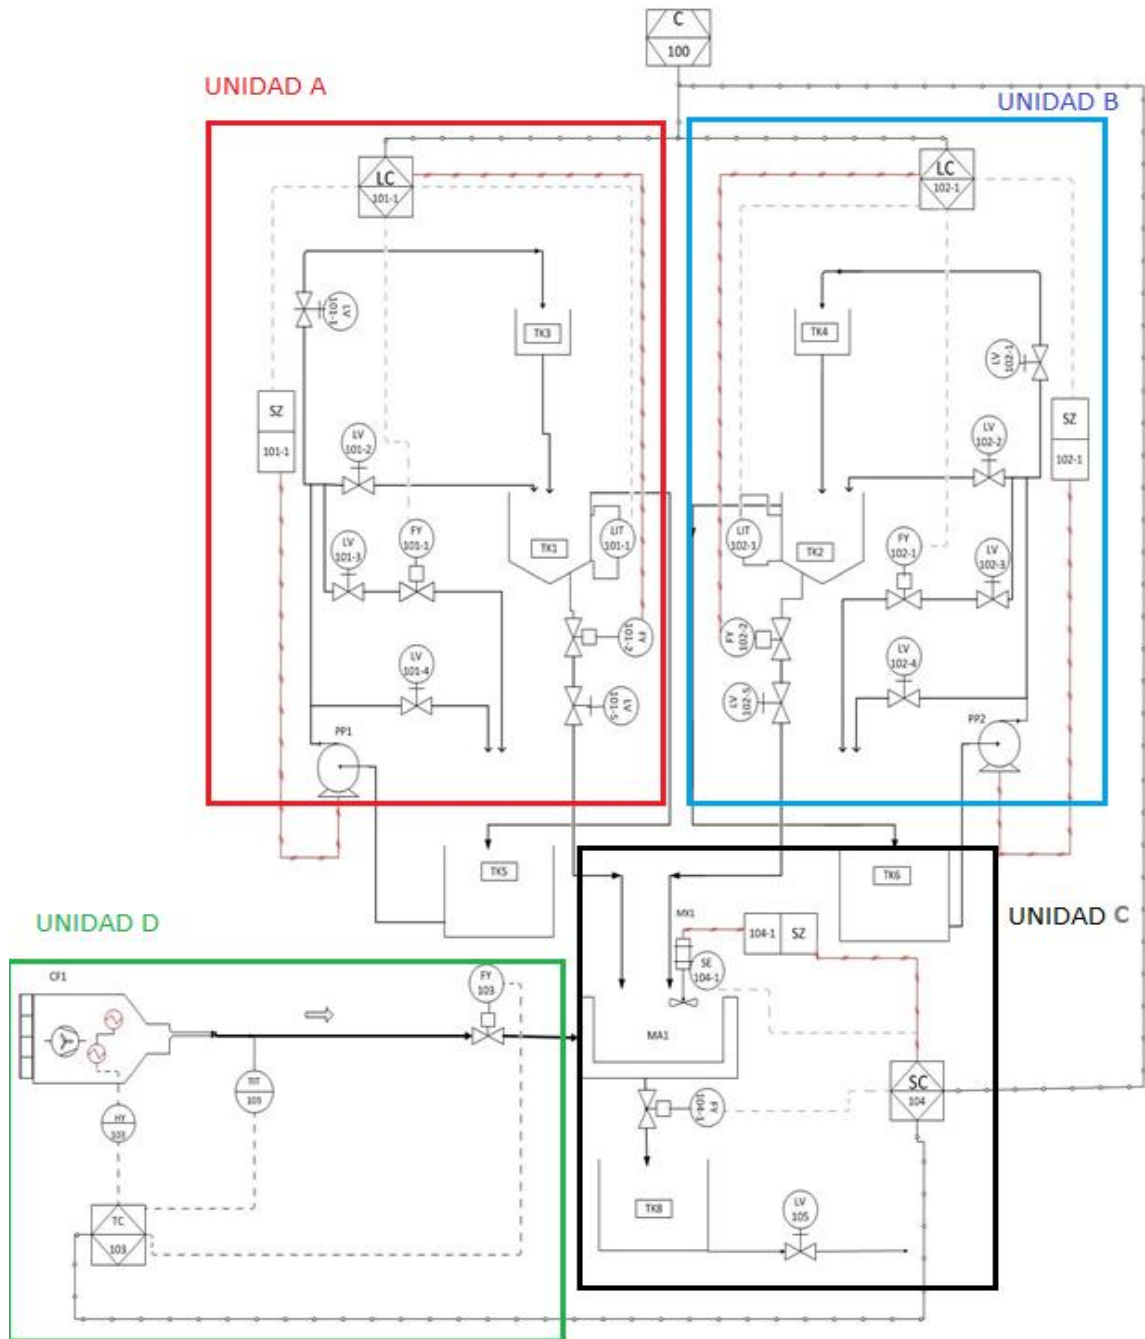 C
100
UNIDAD A
UNIDAD B
LC
101-1
LC
102-1
LV
101-1
TK3
TK4
LV
102-1
SZ
101-1
LV
101-2
LV
102-2
SZ
102-1
LV
101-3
FY
101-1
TK1
LIT
101-1
LIT
102-1
TK2
FY
102-1
LV
102-3
FY
101-2
FY
102-2
LV
101-4
LV
102-4
LV
101-5
LV
102-5
PP1
PP2
TK5
TK6
UNIDAD D
UNIDAD C
MX1
104-1
SZ
SE
104-1
CF1
FY
103
MA1
TIT
103
SC
104
HY
103
FY
104-1
TC
103
TK8
LV
105